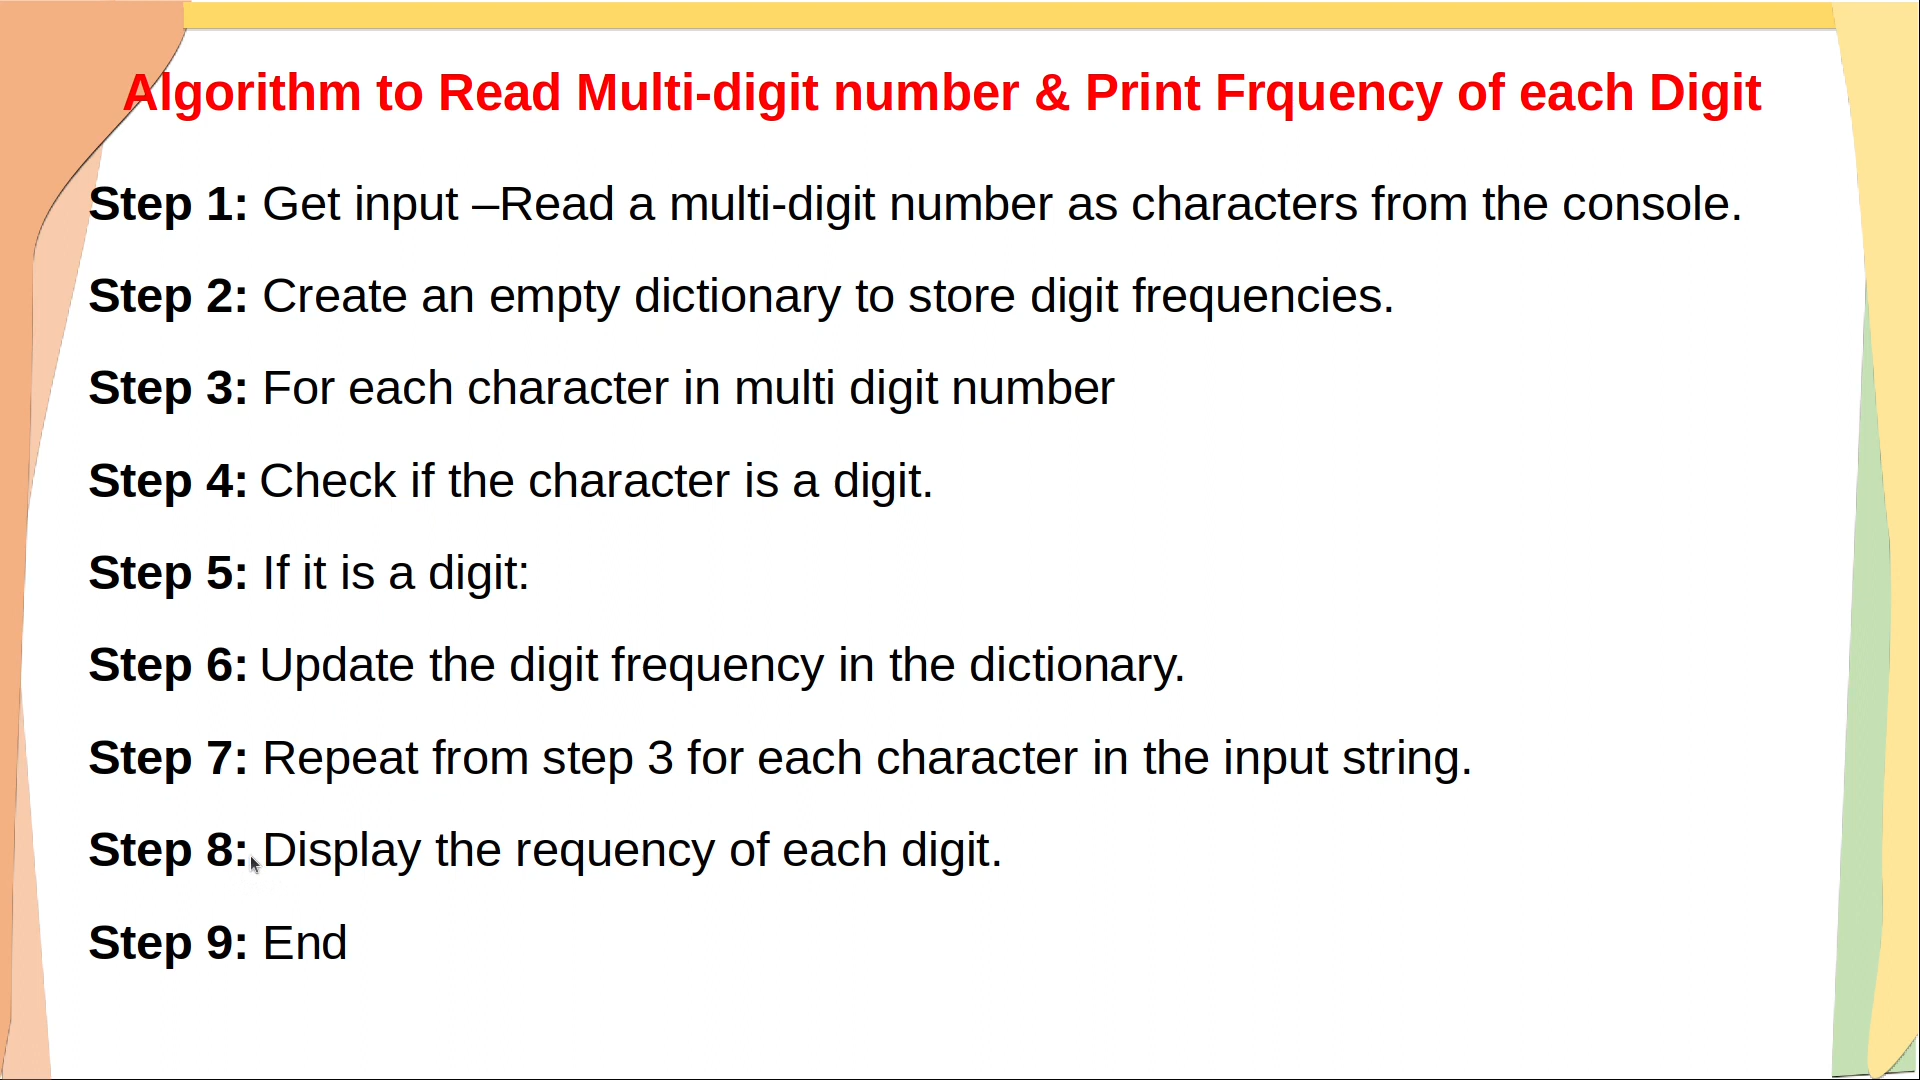 Algorithm to Read Multi-digit number & Print Frquency of each Digit
Step 1: Get input –Read a multi-digit number as characters from the console.
Step 2: Create an empty dictionary to store digit frequencies.
Step 3: For each character in multi digit number
Step 4: Check if the character is a digit.
Step 5: If it is a digit:
Step 6: Update the digit frequency in the dictionary.
Step 7: Repeat from step 3 for each character in the input string.
Step 8: Display the requency of each digit.
Step 9: End